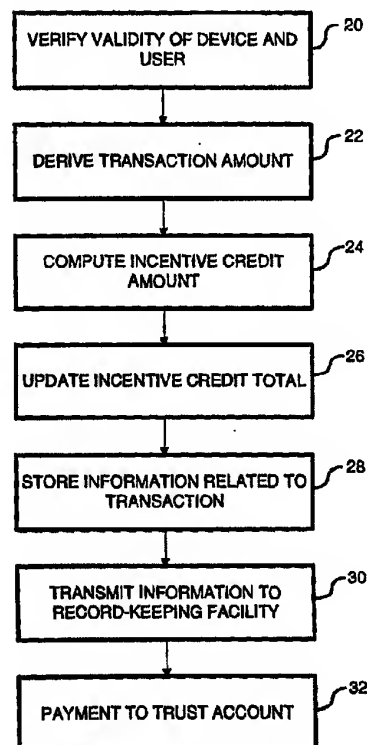 VERIFY VALIDITY OF DEVICE AND
USER
20
DERIVE TRANSACTION AMOUNT
22
COMPUTE INCENTIVE CREDIT
AMOUNT
24
UPDATE INCENTIVE CREDIT TOTAL
26
STORE INFORMATION RELATED TO
TRANSACTION
28
TRANSMIT INFORMATION TO
RECORD-KEEPING FACILITY
30
PAYMENT TO TRUST ACCOUNT
32